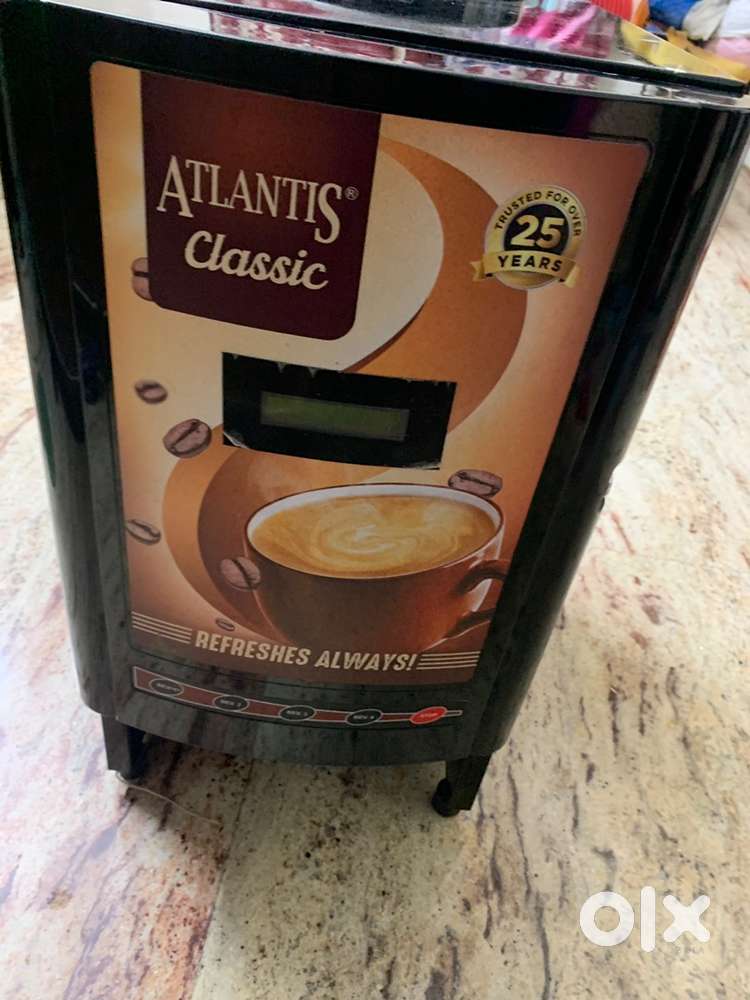 ATLANTIS®
Classic
TRUSTED FOR OVER
25
YEARS
REFRESHES ALWAYS!
STOP
olx